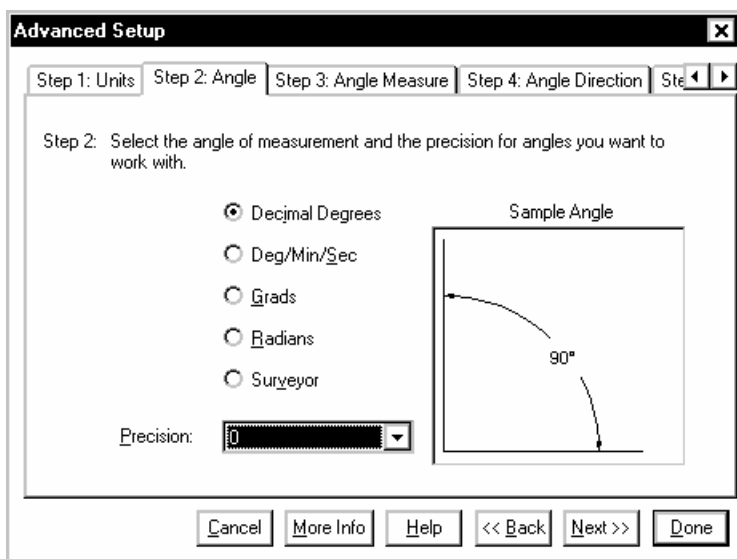 Advanced Setup
Step 1: Units Step 2: Angle Step 3: Angle Measure Step 4: Angle Direction Ste
Step 2: Select the angle of measurement and the precision for angles you want to
work with.
Decimal Degrees
Sample Angle
Deg/Min/Sec
Grads
Radians
Surveyor
90°
Precision: 0
Cancel More Info Help << Back Next >> Done